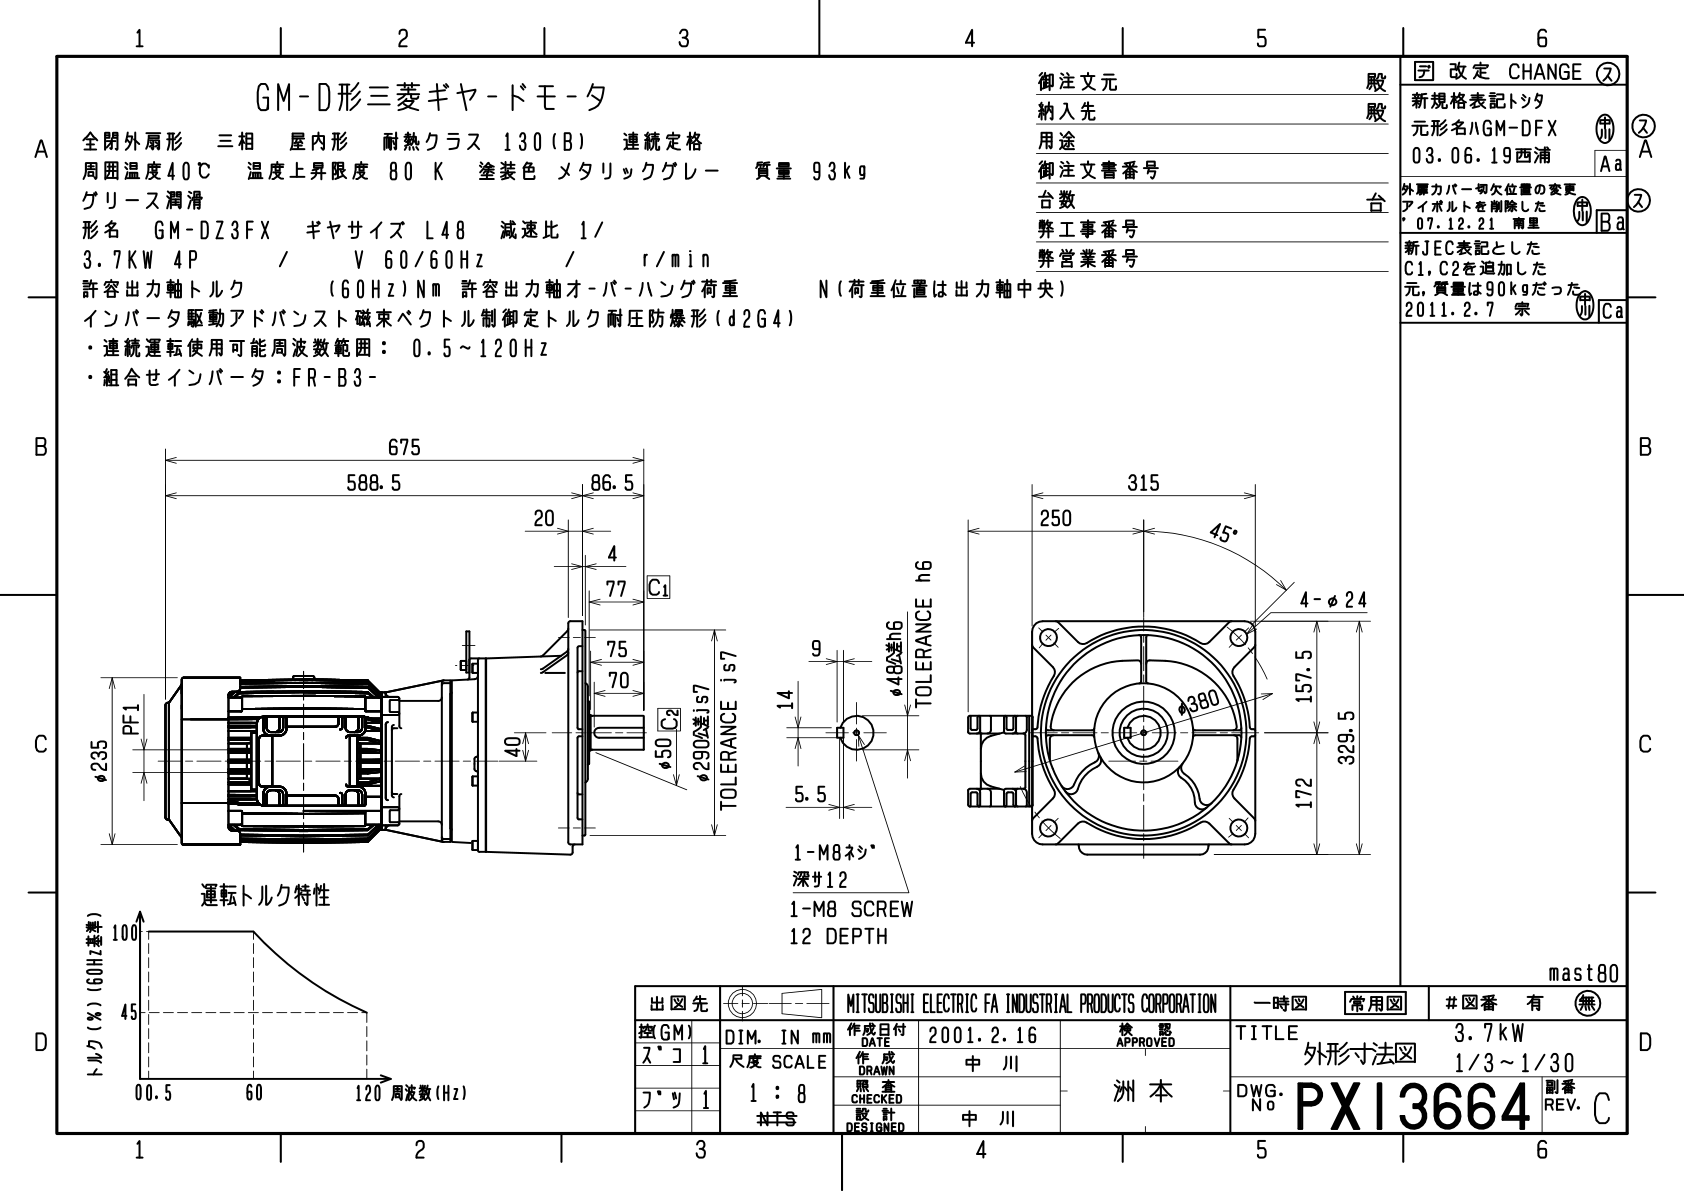 1 2 3 4 5 6
GM-D形三菱ギヤードモータ
全閉外扇形 三相 屋内形 耐熱クラス 130(B) 連続定格
周囲温度40℃ 温度上昇限度 80 K 塗装色 メタリックグレー 質量 93kg
グリース潤滑
形名 GM-DZ3FX ギヤサイズ L48 減速比 1/
3.7KW 4P / V 60/60Hz / r/min
許容出力軸トルク (60Hz)Nm 許容出力軸オーバーハング荷重 N(荷重位置は出力軸中央)
インバータ駆動アドバンスト磁束ベクトル制御定トルク耐圧防爆形(d2G4)
・連続運転使用可能周波数範囲： 0.5～120Hz
・組合せインバータ：FR-B3-
御注文元 殿
納入先 殿
用途
御注文書番号
台数 台
弊工事番号
弊営業番号
デ 改定 CHANGE ス
新規格表記トシタ
元形名ハGM-DFX
03.06.19西浦
Aa
ス
外扇カバー切欠位置の変更
アイボルトを削除した
'07.12.21 南里
Ba
ス
新JEC表記とした
C1,C2を追加した
元,質量は90kgだった
2011.2.7 宗
Ca
A
B
C
D
A
B
C
D
675
588.5 86.5
20
4
77 C1
75
70
PF1
φ235
40
φ50 C2
φ290公差js7
TOLERANCE js7
9
14
5.5
φ48公差h6
TOLERANCE h6
1-M8ネジ
深サ12
1-M8 SCREW
12 DEPTH
315
250
45°
4-φ24
φ380
157.5
172
329.5
運転トルク特性
トルク(%)(60Hz基準)
100
45
0 0.5 60 120 周波数(Hz)
mast80
出図先
控(GM)
ズコ 1
ブツ 1
DIM. IN mm
尺度 SCALE
1 : 8
NTS
MITSUBISHI ELECTRIC FA INDUSTRIAL PRODUCTS CORPORATION
作成日付 DATE 2001.2.16
作成 DRAWN 中川
照査 CHECKED
設計 DESIGNED 中川
検認 APPROVED
洲本
一時図 常用図 #図番 有 無
TITLE 3.7kW
外形寸法図 1/3～1/30
DWG. No PX13664 副番 REV. C
1 2 3 4 5 6